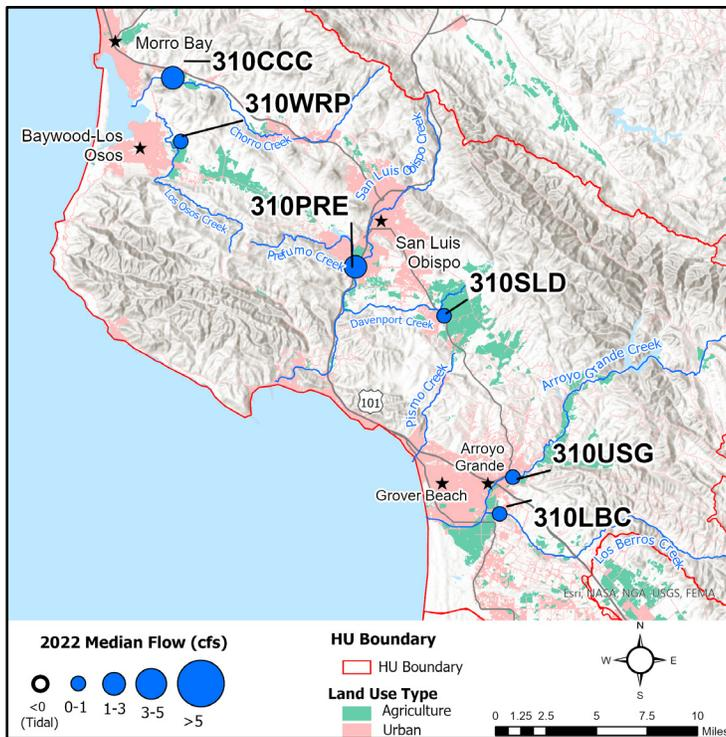 Morro Bay
310CCC
310WRP
Baywood-Los
Osos
Chorro Creek
San Luis Obispo Creek
Los Osos Creek
310PRE
Prefumo Creek
San Luis
Obispo
310SLD
Davenport Creek
Arroyo Grande Creek
101
Pismo Creek
Arroyo
Grande
310USG
Grover Beach
310LBC
Los Berros Creek
Esri, NASA, NGA, USGS, FEMA
2022 Median Flow (cfs)
<0
(Tidal)
0-1
1-3
3-5
>5
HU Boundary
HU Boundary
Land Use Type
Agriculture
Urban
N
W E
S
0 1.25 2.5 5 7.5 10
Miles